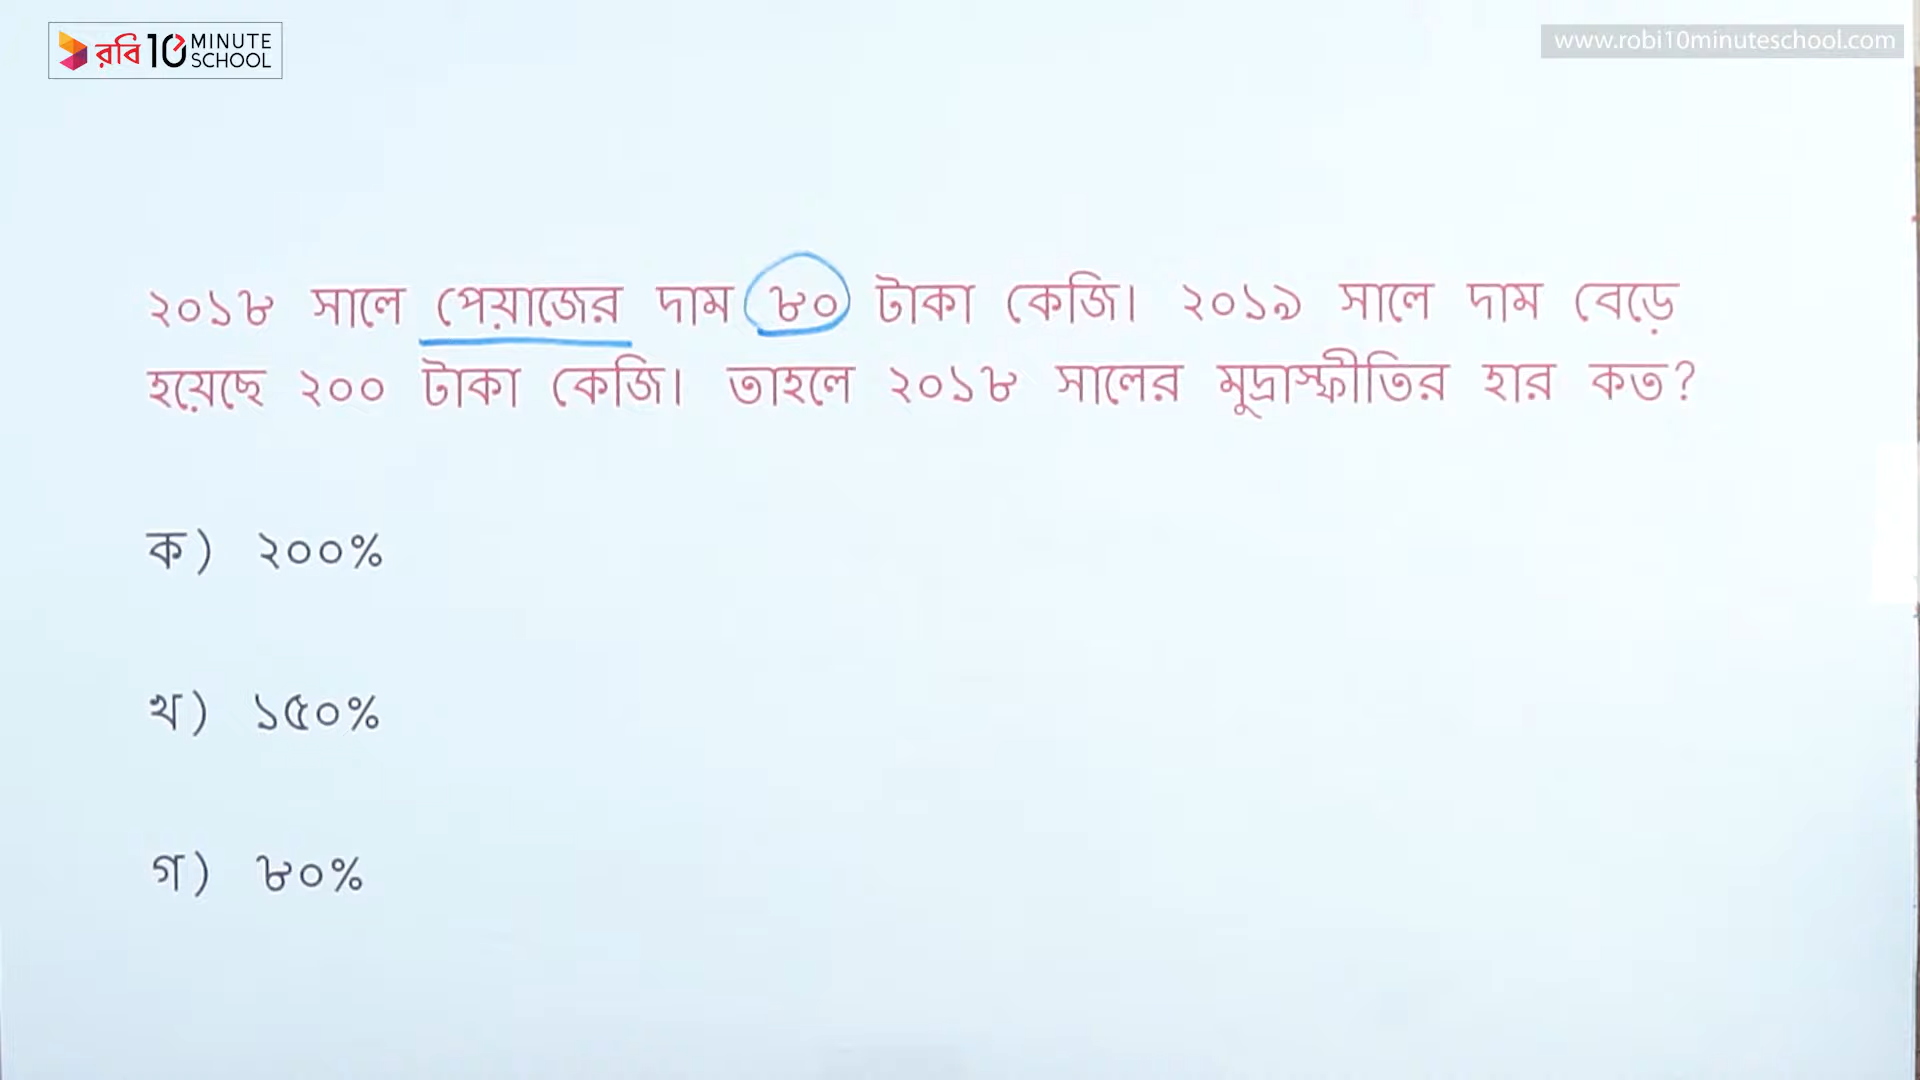 রবি 10 MINUTE SCHOOL
www.robi10minuteschool.com
২০১৮ সালে পেয়াজের দাম ৮০ টাকা কেজি। ২০১৯ সালে দাম বেড়ে
হয়েছে ২০০ টাকা কেজি। তাহলে ২০১৮ সালের মুদ্রাস্ফীতির হার কত?
ক) ২০০%
খ) ১৫০%
গ) ৮০%